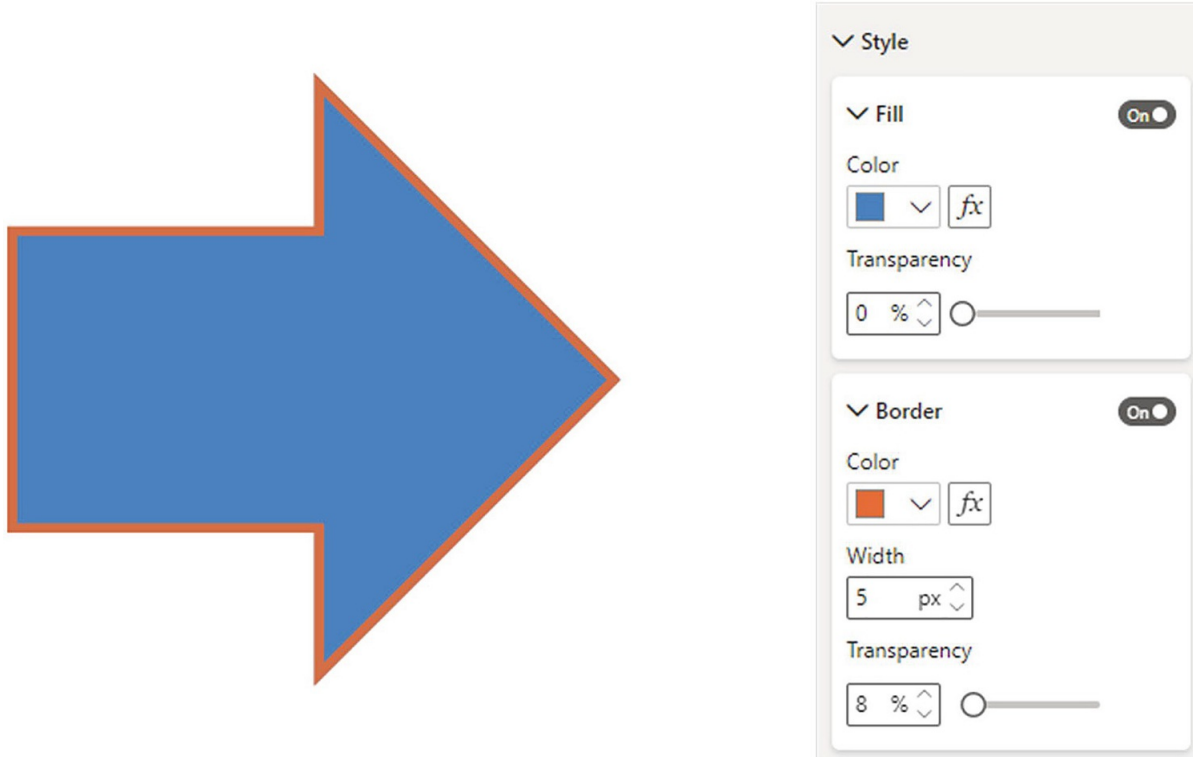 Style
Fill
On
Color
fx
Transparency
0 %
Border
On
Color
fx
Width
5 px
Transparency
8 %